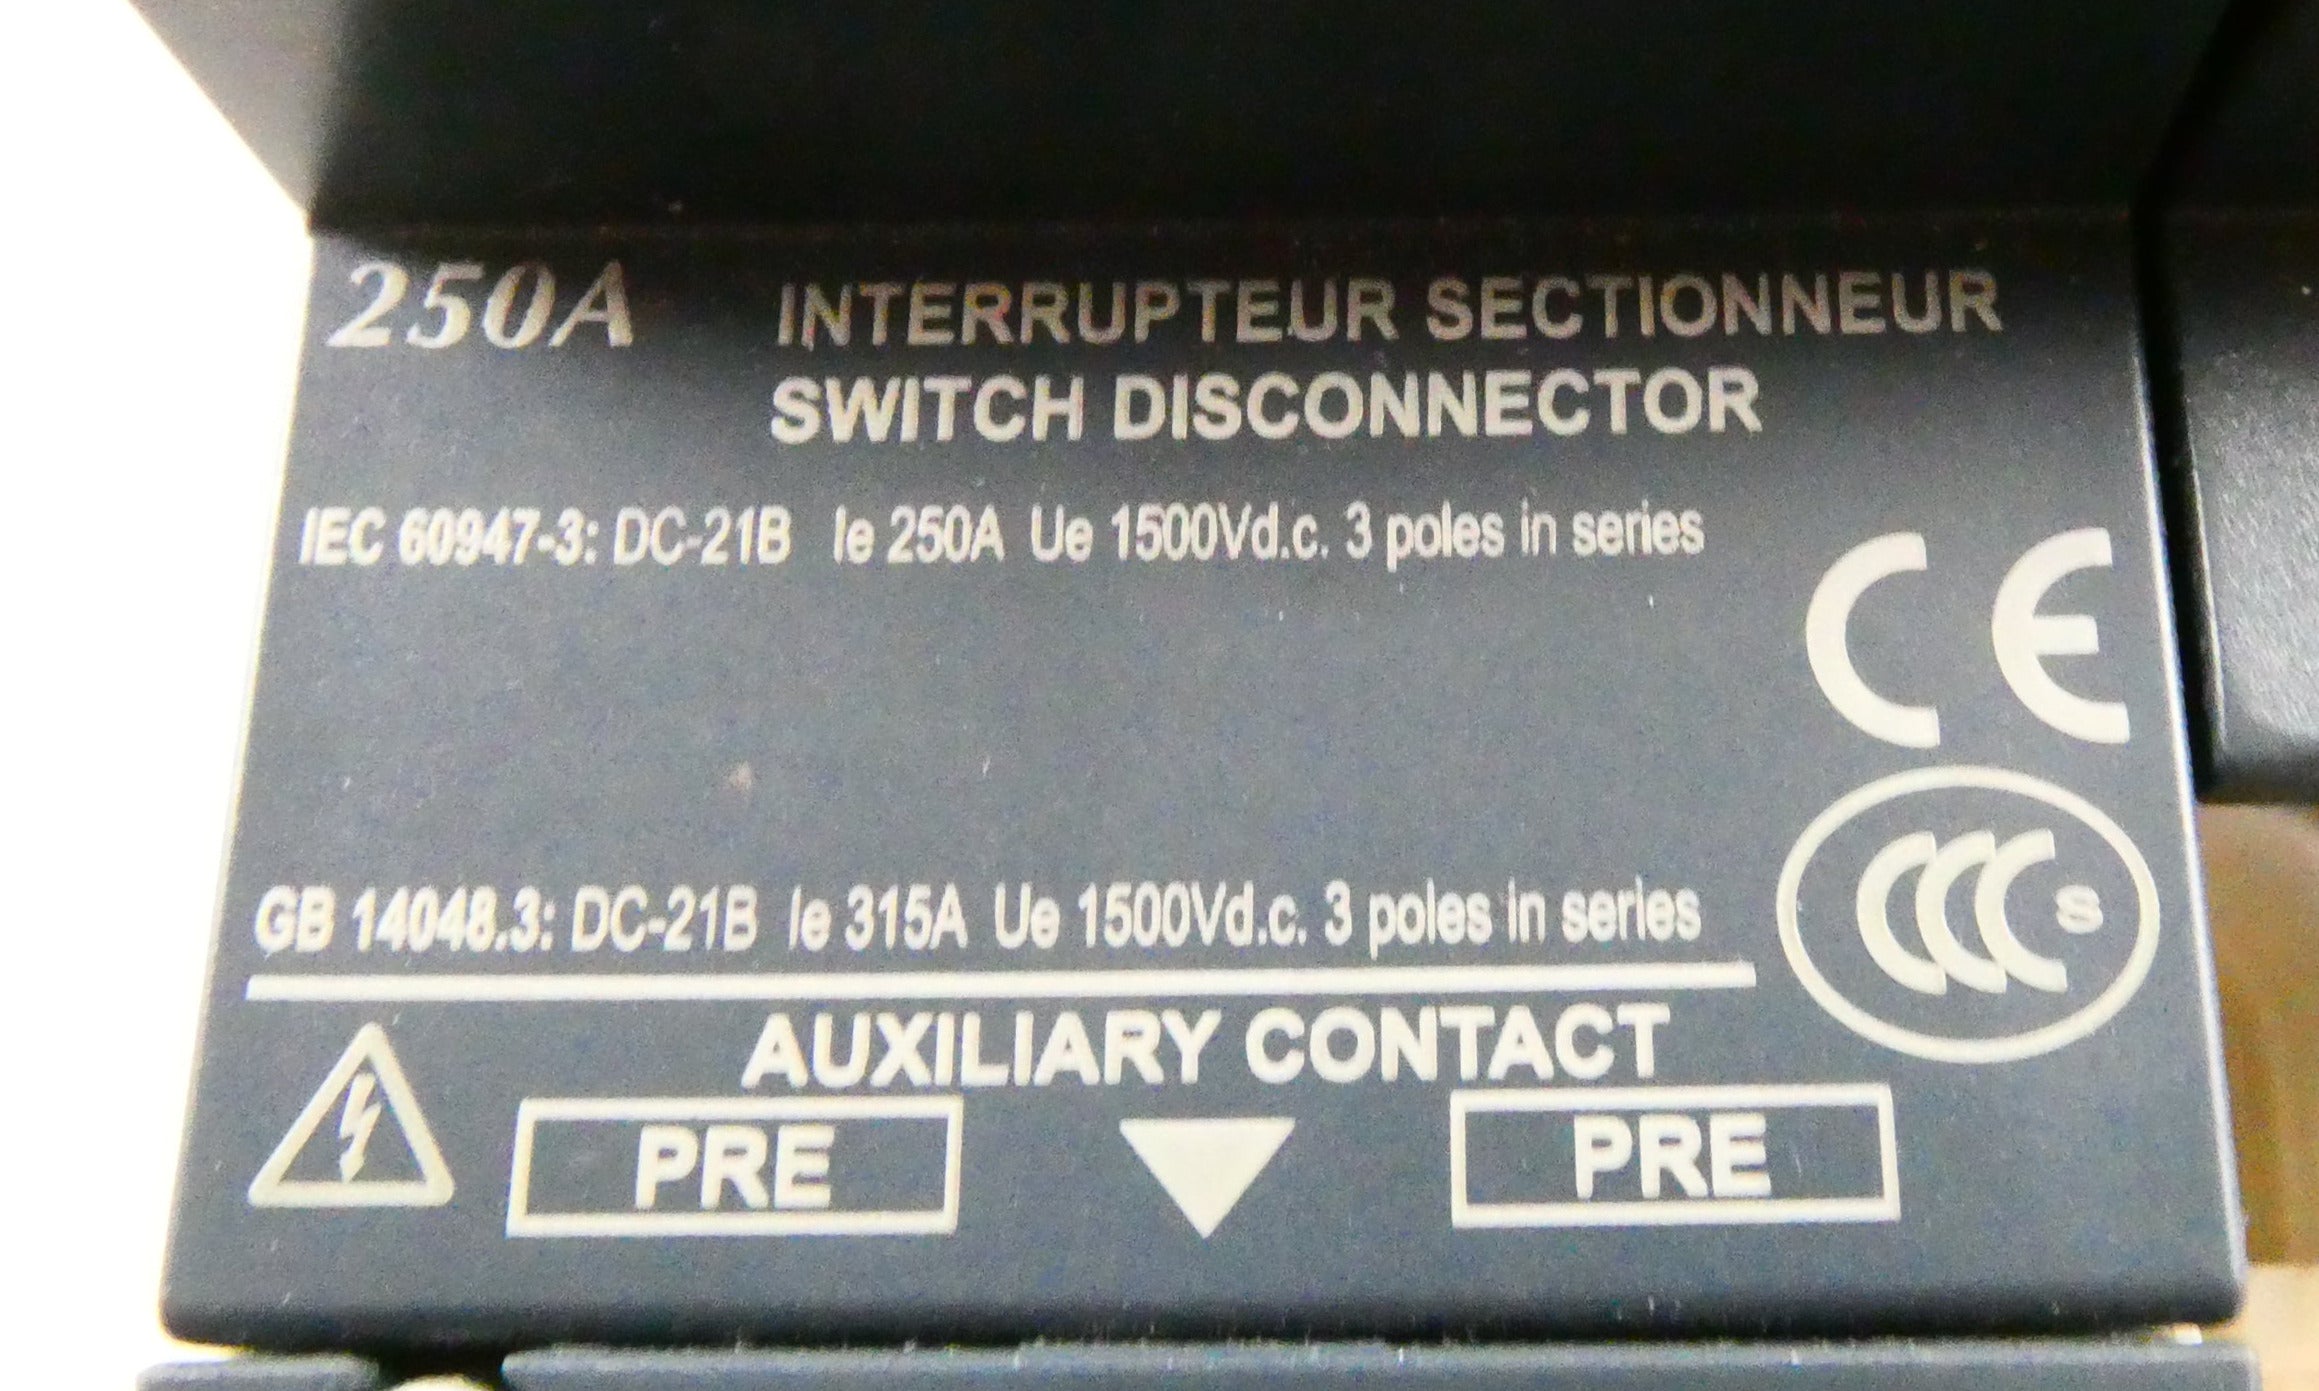 250A INTERRUPTEUR SECTIONNEUR
SWITCH DISCONNECTOR
IEC 60947-3: DC-21B Ie 250A Ue 1500Vd.c. 3 poles in series
CE
GB 14048.3: DC-21B Ie 315A Ue 1500Vd.c. 3 poles in series
CCC S
AUXILIARY CONTACT
PRE PRE